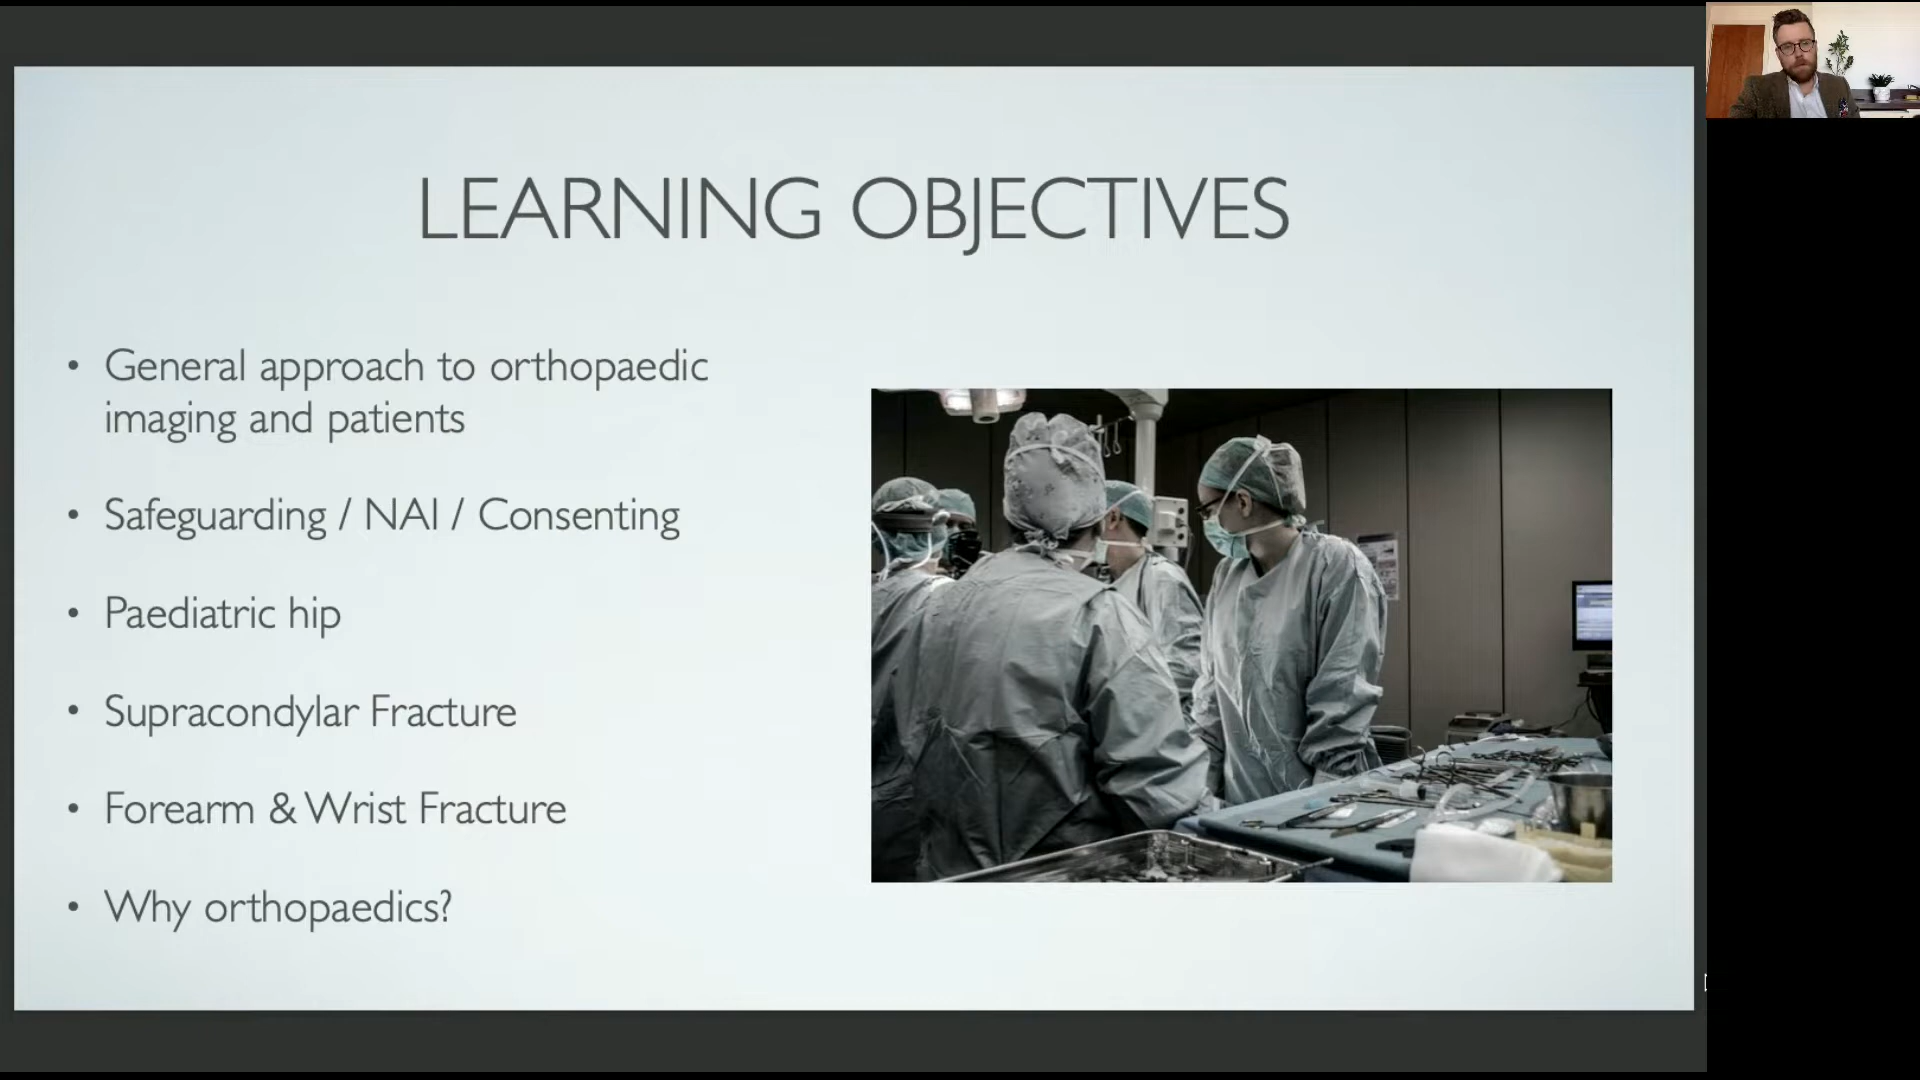 LEARNING OBJECTIVES
• General approach to orthopaedic
imaging and patients
• Safeguarding / NAI / Consenting
• Paediatric hip
• Supracondylar Fracture
• Forearm & Wrist Fracture
• Why orthopaedics?